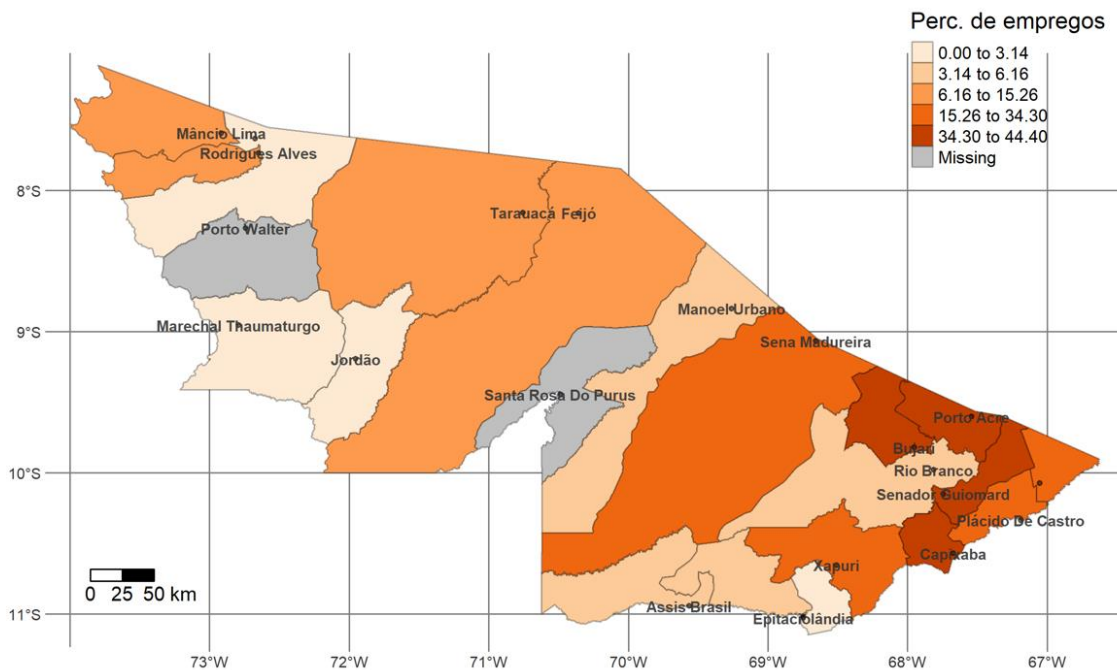 Perc. de empregos
0.00 to 3.14
3.14 to 6.16
6.16 to 15.26
15.26 to 34.30
34.30 to 44.40
Missing
Mâncio Lima
Rodrigues Alves
8°S
Tarauacá Feijó
Porto Walter
Manoel Urbano
Marechal Thaumaturgo
9°S
Sena Madureira
Jordão
Santa Rosa Do Purus
Porto Acre
Bujari
10°S
Rio Branco
Senador Guiomard
Plácido De Castro
Capixaba
Xapuri
0 25 50 km
Assis Brasil
11°S
Epitaciolândia
73°W 72°W 71°W 70°W 69°W 68°W 67°W